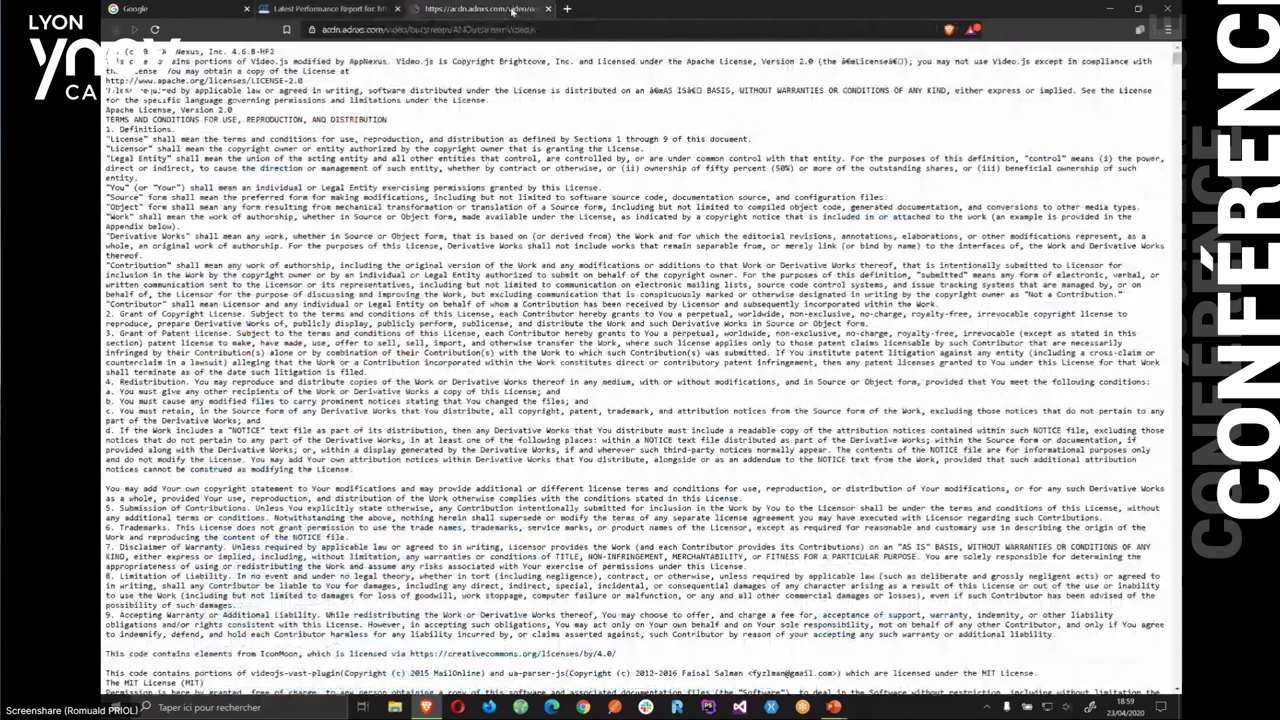 LYON
ynov
CA
Google
Latest Performance Report for: htt
https://acdn.adnxs.com/video/
acdn.adnxs.com/video/outstream/ANOutstreamVideo.js
Nexus, Inc. 4.6.8-HF2
contains portions of Video.js modified by AppNexus. Video.js is Copyright Brightcove, Inc. and Licensed under the Apache License, Version 2.0 (the â€œLicenseâ€); you may not use Video.js except in compliance with
the License. You may obtain a copy of the License at
http://www.apache.org/licenses/LICENSE-2.0
required by applicable law or agreed in writing, software distributed under the License is distributed on an â€œAS ISâ€ BASIS, WITHOUT WARRANTIES OR CONDITIONS OF ANY KIND, either express or implied. See the License
for the specific language governing permissions and limitations under the License.
Apache License, Version 2.0
TERMS AND CONDITIONS FOR USE, REPRODUCTION, AND DISTRIBUTION
1. Definitions.
"License" shall mean the terms and conditions for use, reproduction, and distribution as defined by Sections 1 through 9 of this document.
"Licensor" shall mean the copyright owner or entity authorized by the copyright owner that is granting the License.
"Legal Entity" shall mean the union of the acting entity and all other entities that control, are controlled by, or are under common control with that entity. For the purposes of this definition, "control" means (i) the power,
direct or indirect, to cause the direction or management of such entity, whether by contract or otherwise, or (ii) ownership of fifty percent (50%) or more of the outstanding shares, or (iii) beneficial ownership of such
entity.
"You" (or "Your") shall mean an individual or Legal Entity exercising permissions granted by this License.
"Source" form shall mean the preferred form for making modifications, including but not limited to software source code, documentation source, and configuration files.
"Object" form shall mean any form resulting from mechanical transformation or translation of a Source form, including but not limited to compiled object code, generated documentation, and conversions to other media types.
"Work" shall mean the work of authorship, whether in Source or Object form, made available under the License, as indicated by a copyright notice that is included in or attached to the work (an example is provided in the
Appendix below).
"Derivative Works" shall mean any work, whether in Source or Object form, that is based on (or derived from) the Work and for which the editorial revisions, annotations, elaborations, or other modifications represent, as a
whole, an original work of authorship. For the purposes of this License, Derivative Works shall not include works that remain separable from, or merely link (or bind by name) to the interfaces of, the Work and Derivative Works
thereof.
"Contribution" shall mean any work of authorship, including the original version of the Work and any modifications or additions to that Work or Derivative Works thereof, that is intentionally submitted to Licensor for
inclusion in the Work by the copyright owner or by an individual or Legal Entity authorized to submit on behalf of the copyright owner. For the purposes of this definition, "submitted" means any form of electronic, verbal, or
written communication sent to the Licensor or its representatives, including but not limited to communication on electronic mailing lists, source code control systems, and issue tracking systems that are managed by, or on
behalf of, the Licensor for the purpose of discussing and improving the Work, but excluding communication that is conspicuously marked or otherwise designated in writing by the copyright owner as "Not a Contribution."
"Contributor" shall mean Licensor and any individual or Legal Entity on behalf of whom a Contribution has been received by Licensor and subsequently incorporated within the Work.
2. Grant of Copyright License. Subject to the terms and conditions of this License, each Contributor hereby grants to You a perpetual, worldwide, non-exclusive, no-charge, royalty-free, irrevocable copyright license to
reproduce, prepare Derivative Works of, publicly display, publicly perform, sublicense, and distribute the Work and such Derivative Works in Source or Object form.
3. Grant of Patent License. Subject to the terms and conditions of this License, each Contributor hereby grants to You a perpetual, worldwide, non-exclusive, no-charge, royalty-free, irrevocable (except as stated in this
section) patent license to make, have made, use, offer to sell, sell, import, and otherwise transfer the Work, where such license applies only to those patent claims licensable by such Contributor that are necessarily
infringed by their Contribution(s) alone or by combination of their Contribution(s) with the Work to which such Contribution(s) was submitted. If You institute patent litigation against any entity (including a cross-claim or
counterclaim in a lawsuit) alleging that the Work or a Contribution incorporated within the Work constitutes direct or contributory patent infringement, then any patent licenses granted to You under this License for that Work
shall terminate as of the date such litigation is filed.
4. Redistribution. You may reproduce and distribute copies of the Work or Derivative Works thereof in any medium, with or without modifications, and in Source or Object form, provided that You meet the following conditions:
a. You must give any other recipients of the Work or Derivative Works a copy of this License; and
b. You must cause any modified files to carry prominent notices stating that You changed the files; and
c. You must retain, in the Source form of any Derivative Works that You distribute, all copyright, patent, trademark, and attribution notices from the Source form of the Work, excluding those notices that do not pertain to any
part of the Derivative Works; and
d. If the Work includes a "NOTICE" text file as part of its distribution, then any Derivative Works that You distribute must include a readable copy of the attribution notices contained within such NOTICE file, excluding those
notices that do not pertain to any part of the Derivative Works, in at least one of the following places: within a NOTICE text file distributed as part of the Derivative Works; within the Source form or documentation, if
provided along with the Derivative Works; or, within a display generated by the Derivative Works, if and wherever such third-party notices normally appear. The contents of the NOTICE file are for informational purposes only
and do not modify the License. You may add Your own attribution notices within Derivative Works that You distribute, alongside or as an addendum to the NOTICE text from the Work, provided that such additional attribution
notices cannot be construed as modifying the License.
You may add Your own copyright statement to Your modifications and may provide additional or different license terms and conditions for use, reproduction, or distribution of Your modifications, or for any such Derivative Works
as a whole, provided Your use, reproduction, and distribution of the Work otherwise complies with the conditions stated in this License.
5. Submission of Contributions. Unless You explicitly state otherwise, any Contribution intentionally submitted for inclusion in the Work by You to the Licensor shall be under the terms and conditions of this License, without
any additional terms or conditions. Notwithstanding the above, nothing herein shall supersede or modify the terms of any separate license agreement you may have executed with Licensor regarding such Contributions.
6. Trademarks. This License does not grant permission to use the trade names, trademarks, service marks, or product names of the Licensor, except as required for reasonable and customary use in describing the origin of the
Work and reproducing the content of the NOTICE file.
7. Disclaimer of Warranty. Unless required by applicable law or agreed to in writing, Licensor provides the Work (and each Contributor provides its Contributions) on an "AS IS" BASIS, WITHOUT WARRANTIES OR CONDITIONS OF ANY
KIND, either express or implied, including, without limitation, any warranties or conditions of TITLE, NON-INFRINGEMENT, MERCHANTABILITY, or FITNESS FOR A PARTICULAR PURPOSE. You are solely responsible for determining the
appropriateness of using or redistributing the Work and assume any risks associated with Your exercise of permissions under this License.
8. Limitation of Liability. In no event and under no legal theory, whether in tort (including negligence), contract, or otherwise, unless required by applicable law (such as deliberate and grossly negligent acts) or agreed to
in writing, shall any Contributor be liable to You for damages, including any direct, indirect, special, incidental, or consequential damages of any character arising as a result of this License or out of the use or inability
to use the Work (including but not limited to damages for loss of goodwill, work stoppage, computer failure or malfunction, or any and all other commercial damages or losses), even if such Contributor has been advised of the
possibility of such damages.
9. Accepting Warranty or Additional Liability. While redistributing the Work or Derivative Works thereof, You may choose to offer, and charge a fee for, acceptance of support, warranty, indemnity, or other liability
obligations and/or rights consistent with this License. However, in accepting such obligations, You may act only on Your own behalf and on Your sole responsibility, not on behalf of any other Contributor, and only if You agree
to indemnify, defend, and hold each Contributor harmless for any liability incurred by, or claims asserted against, such Contributor by reason of your accepting any such warranty or additional liability.
This code contains elements from IconMoon, which is licensed via https://creativecommons.org/licenses/by/4.0/
This code contains portions of videojs-vast-plugin(Copyright (c) 2015 MailOnline) and ua-parser-js(Copyright (c) 2012-2016 Faisal Salman <fyzlman@gmail.com>) which are licensed under the MIT License.
The MIT License (MIT)
Permission is hereby granted, free of charge, to any person obtaining a copy of this software and associated documentation files (the "Software"), to deal in the Software without restriction, including without limitation the
Taper ici pour rechercher
18:59
23/04/2020
Screenshare (Romuald PRIOL)
CONFÉRENC
CONFÉRENCE